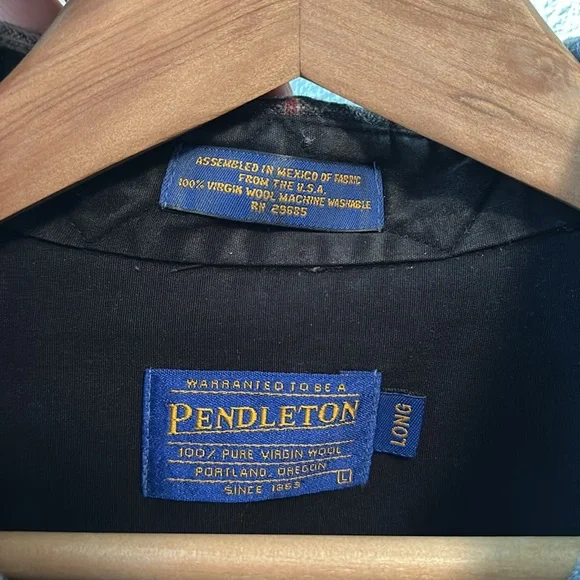 ASSEMBLED IN MEXICO OF FABRIC
FROM THE U.S.A.
100% VIRGIN WOOL MACHINE WASHABLE
RN 29685
WARRANTED TO BE A
PENDLETON
100% PURE VIRGIN WOOL
PORTLAND, OREGON
SINCE 1863
L
LONG